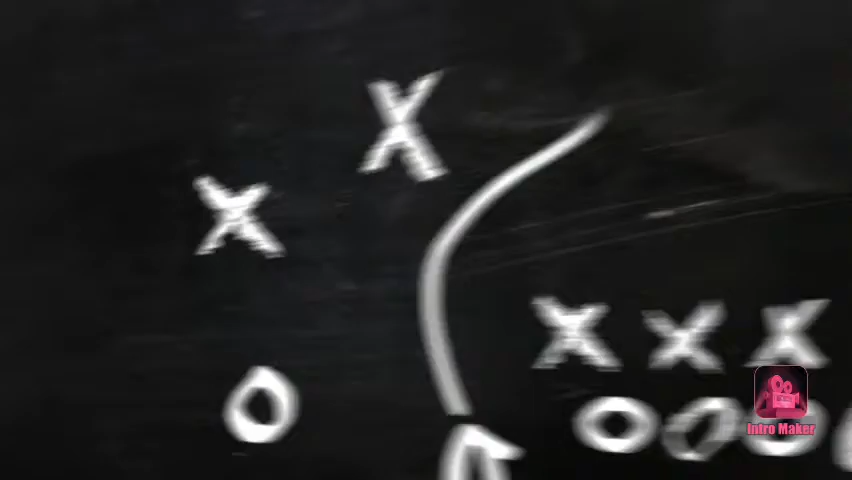 X
X
X X X
O O O O
Intro Maker